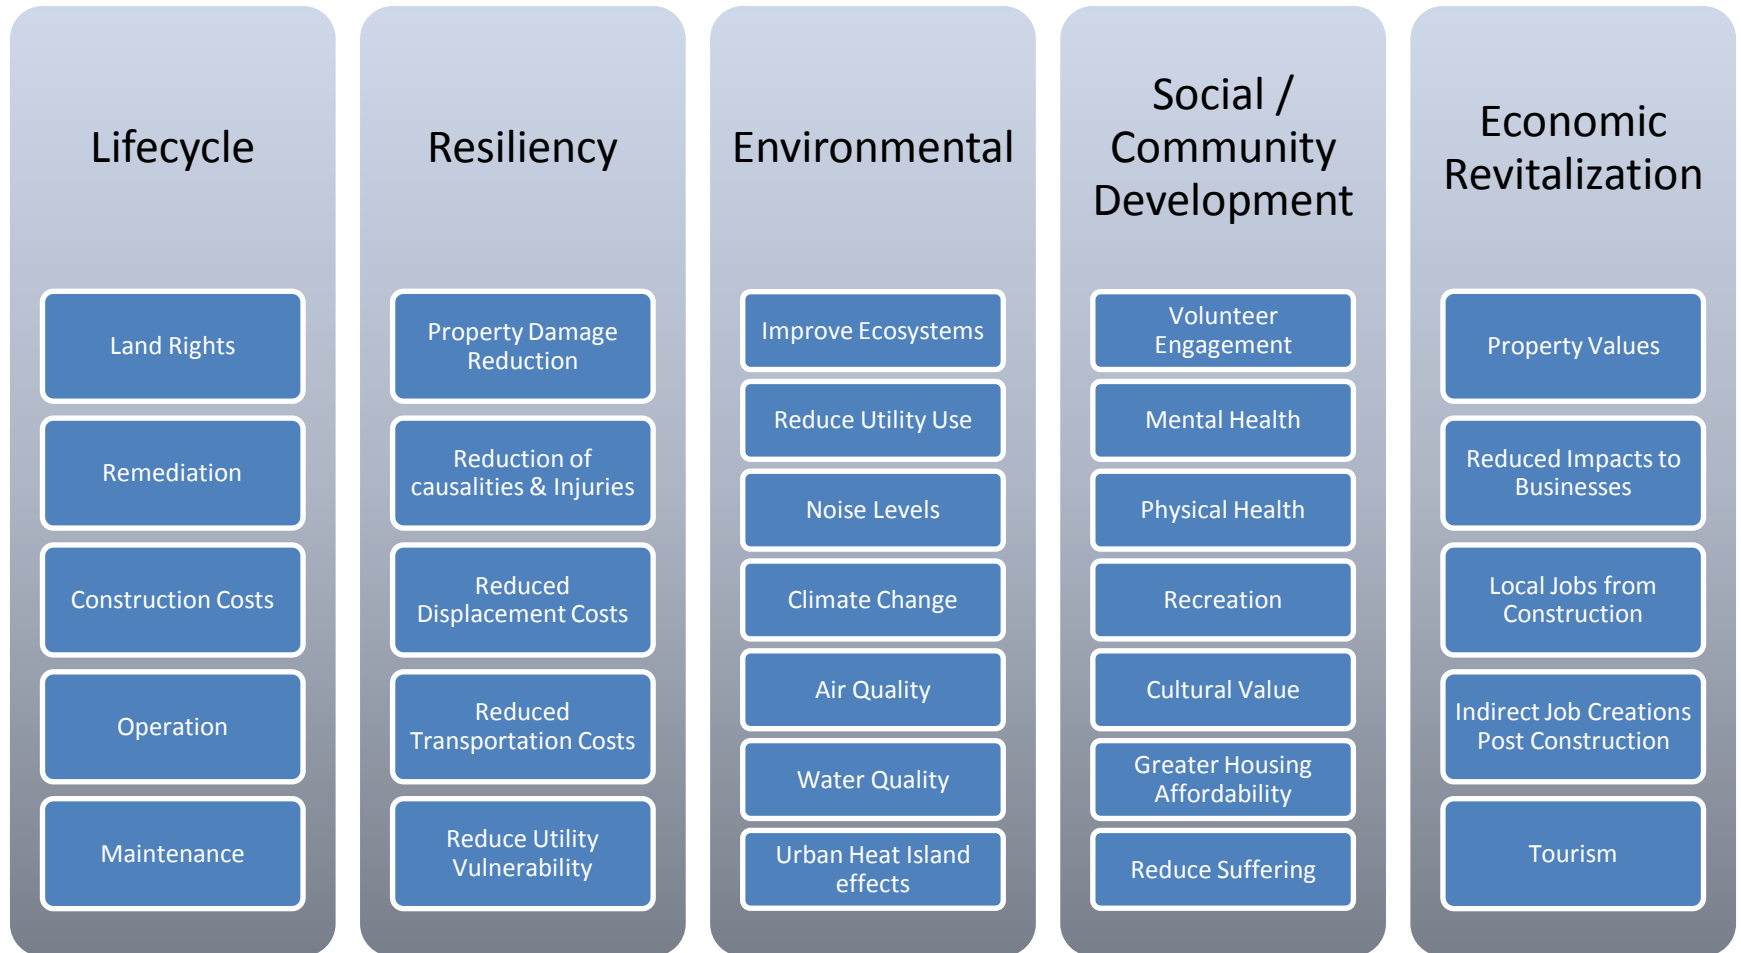 Lifecycle
Land Rights
Remediation
Construction Costs
Operation
Maintenance
Resiliency
Property Damage
Reduction
Reduction of
causalities & Injuries
Reduced
Displacement Costs
Reduced
Transportation Costs
Reduce Utility
Vulnerability
Environmental
Improve Ecosystems
Reduce Utility Use
Noise Levels
Climate Change
Air Quality
Water Quality
Urban Heat Island
effects
Social /
Community
Development
Volunteer
Engagement
Mental Health
Physical Health
Recreation
Cultural Value
Greater Housing
Affordability
Reduce Suffering
Economic
Revitalization
Property Values
Reduced Impacts to
Businesses
Local Jobs from
Construction
Indirect Job Creations
Post Construction
Tourism